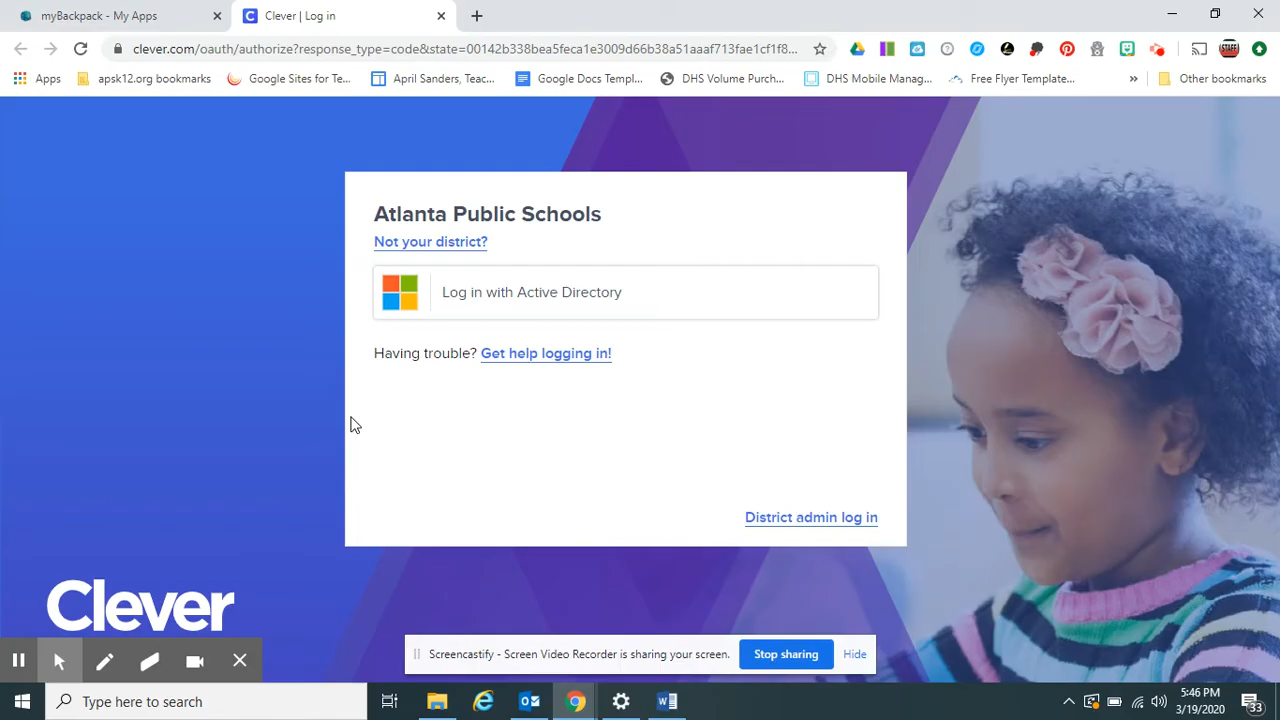 myBackpack - My Apps
Clever | Log in
clever.com/oauth/authorize?response_type=code&state=00142b338bea5feca1e3009d66b38a51aaaf713fae1cf1f8...
Apps
apsk12.org bookmarks
Google Sites for Te...
April Sanders, Teac...
Google Docs Templ...
DHS Volume Purch...
DHS Mobile Manag...
Free Flyer Template...
»
Other bookmarks
Atlanta Public Schools
Not your district?
Log in with Active Directory
Having trouble? Get help logging in!
District admin log in
Clever
Screencastify - Screen Video Recorder is sharing your screen.
Stop sharing
Hide
Type here to search
5:46 PM
3/19/2020
33